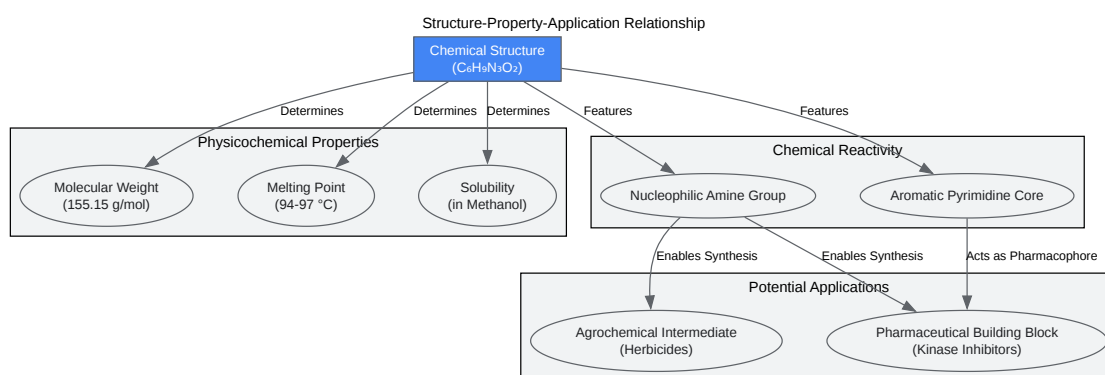 Structure-Property-Application Relationship
Chemical Structure
(C₆H₉N₃O₂)
Determines
Determines
Determines
Features
Features
Physicochemical Properties
Chemical Reactivity
Molecular Weight
(155.15 g/mol)
Melting Point
(94-97 °C)
Solubility
(in Methanol)
Nucleophilic Amine Group
Aromatic Pyrimidine Core
Enables Synthesis
Enables Synthesis
Acts as Pharmacophore
Potential Applications
Agrochemical Intermediate
(Herbicides)
Pharmaceutical Building Block
(Kinase Inhibitors)